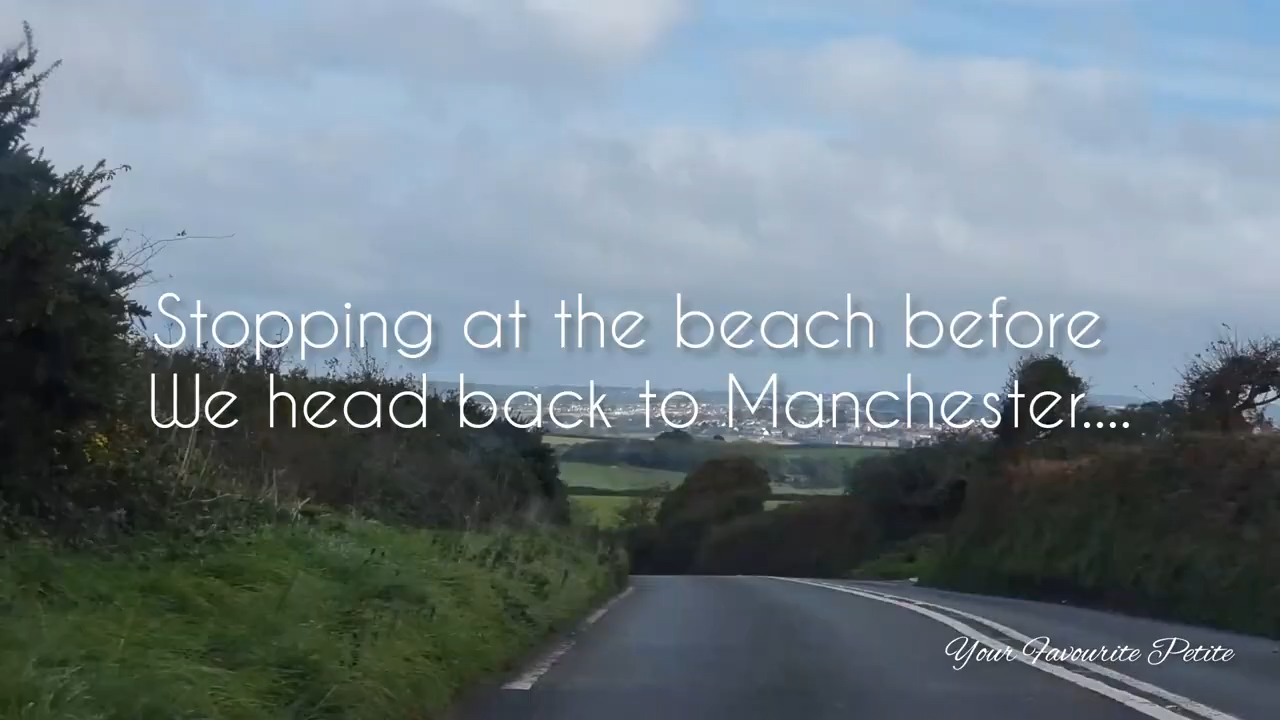 Stopping at the beach before
We head back to Manchester....
Your Favourite Petite